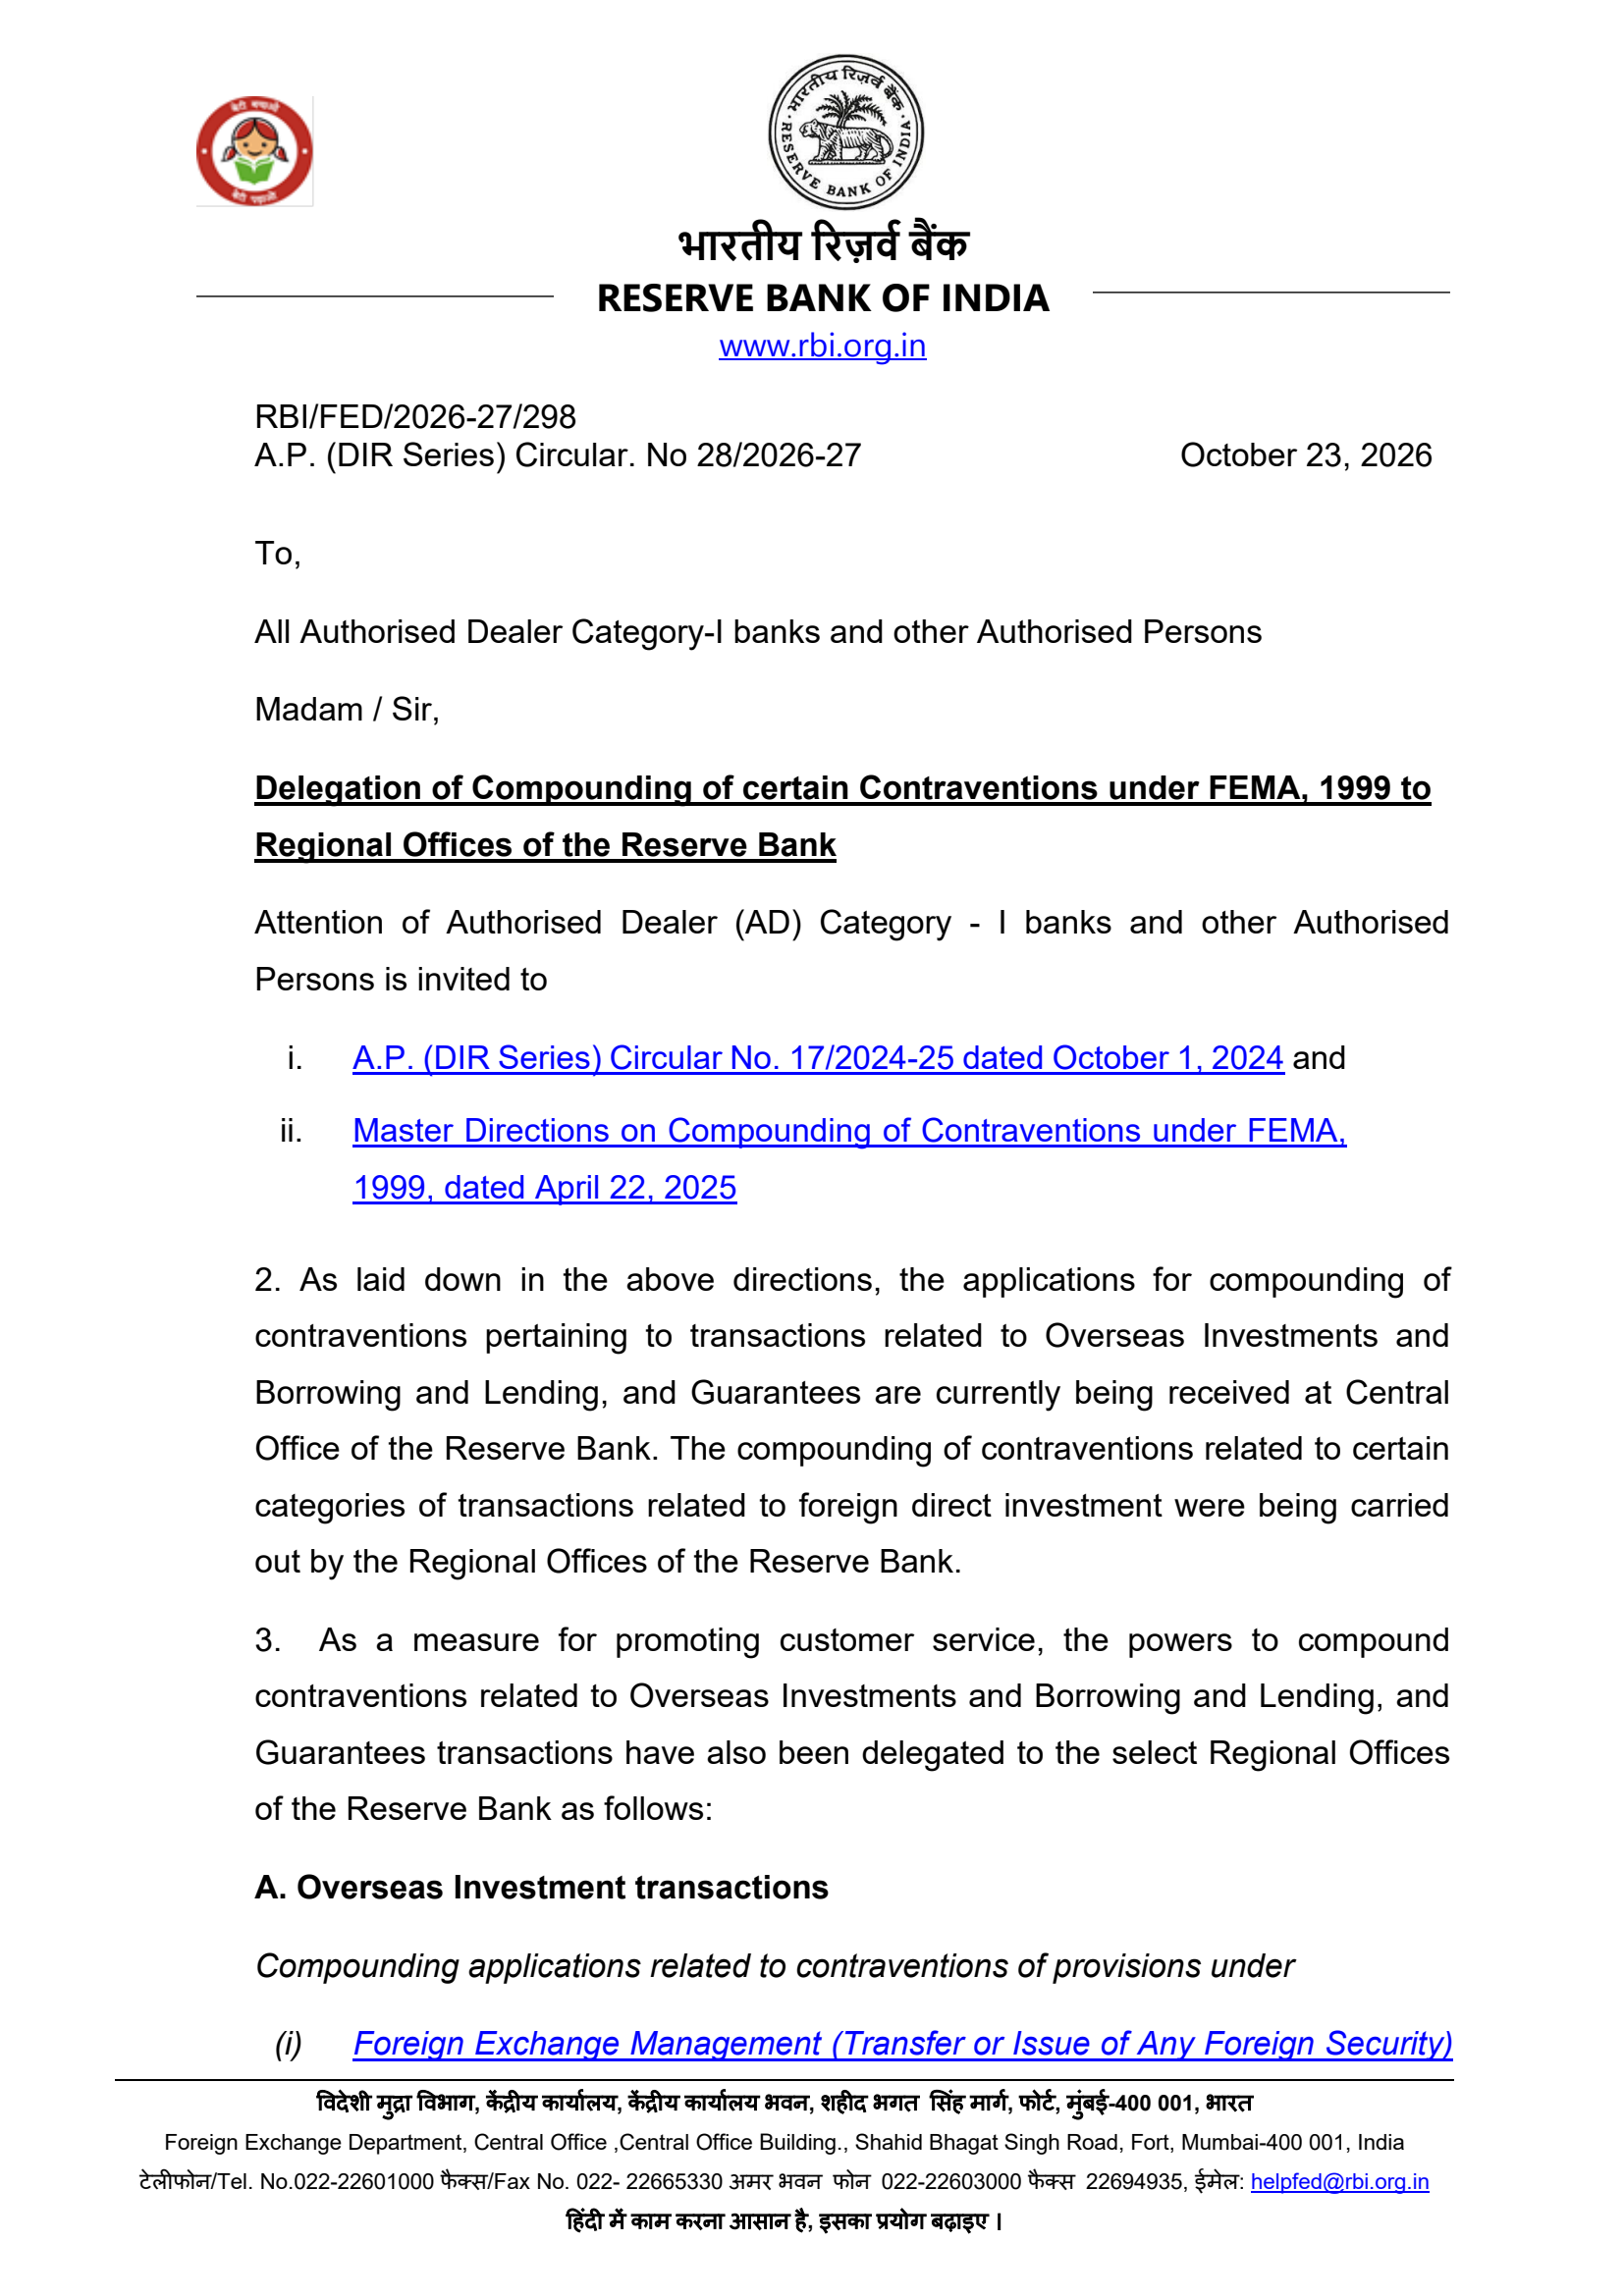 बेटी बचाओ
बेटी पढ़ाओ
भारतीय रिज़र्व बैंक
RESERVE BANK OF INDIA
भारतीय रिज़र्व बैंक
RESERVE BANK OF INDIA
www.rbi.org.in
RBI/FED/2026-27/298
A.P. (DIR Series) Circular. No 28/2026-27 October 23, 2026
To,
All Authorised Dealer Category-I banks and other Authorised Persons
Madam / Sir,
Delegation of Compounding of certain Contraventions under FEMA, 1999 to
Regional Offices of the Reserve Bank
Attention of Authorised Dealer (AD) Category - I banks and other Authorised
Persons is invited to
i. A.P. (DIR Series) Circular No. 17/2024-25 dated October 1, 2024 and
ii. Master Directions on Compounding of Contraventions under FEMA,
1999, dated April 22, 2025
2. As laid down in the above directions, the applications for compounding of
contraventions pertaining to transactions related to Overseas Investments and
Borrowing and Lending, and Guarantees are currently being received at Central
Office of the Reserve Bank. The compounding of contraventions related to certain
categories of transactions related to foreign direct investment were being carried
out by the Regional Offices of the Reserve Bank.
3. As a measure for promoting customer service, the powers to compound
contraventions related to Overseas Investments and Borrowing and Lending, and
Guarantees transactions have also been delegated to the select Regional Offices
of the Reserve Bank as follows:
A. Overseas Investment transactions
Compounding applications related to contraventions of provisions under
(i) Foreign Exchange Management (Transfer or Issue of Any Foreign Security)
विदेशी मुद्रा विभाग, केंद्रीय कार्यालय, केंद्रीय कार्यालय भवन, शहीद भगत सिंह मार्ग, फोर्ट, मुंबई-400 001, भारत
Foreign Exchange Department, Central Office ,Central Office Building., Shahid Bhagat Singh Road, Fort, Mumbai-400 001, India
टेलीफोन/Tel. No.022-22601000 फैक्स/Fax No. 022- 22665330 अमर भवन फोन 022-22603000 फैक्स 22694935, ईमेल: helpfed@rbi.org.in
हिंदी में काम करना आसान है, इसका प्रयोग बढ़ाइए ।